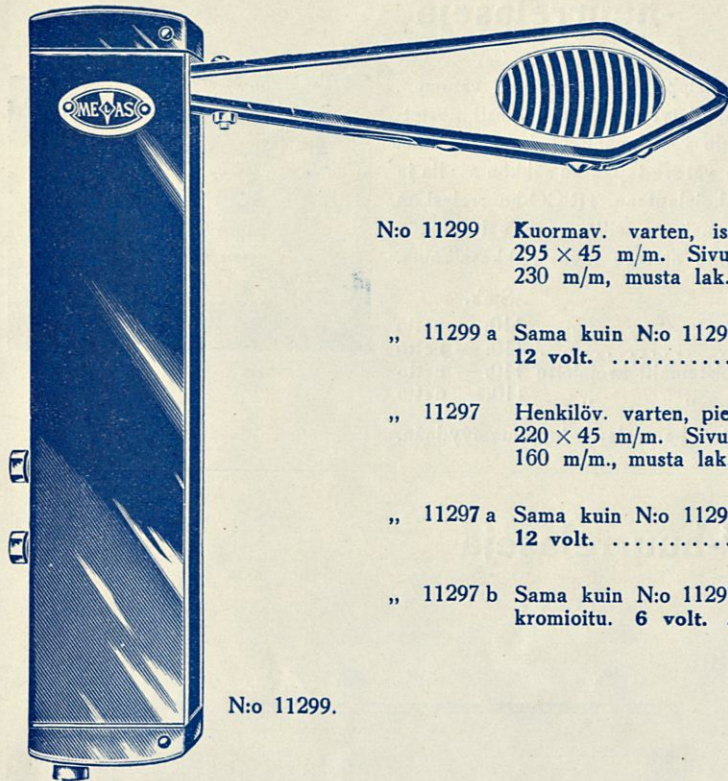 MELAS
N:o 11299 Kuormav. varten, is
295 × 45 m/m. Sivu
230 m/m, musta lak.
„ 11299 a Sama kuin N:o 1129
12 volt. ............
„ 11297 Henkilöv. varten, pie
220 × 45 m/m. Sivu
160 m/m., musta lak
„ 11297 a Sama kuin N:o 1129
12 volt. ............
„ 11297 b Sama kuin N:o 1129
kromioitu. 6 volt. .
N:o 11299.